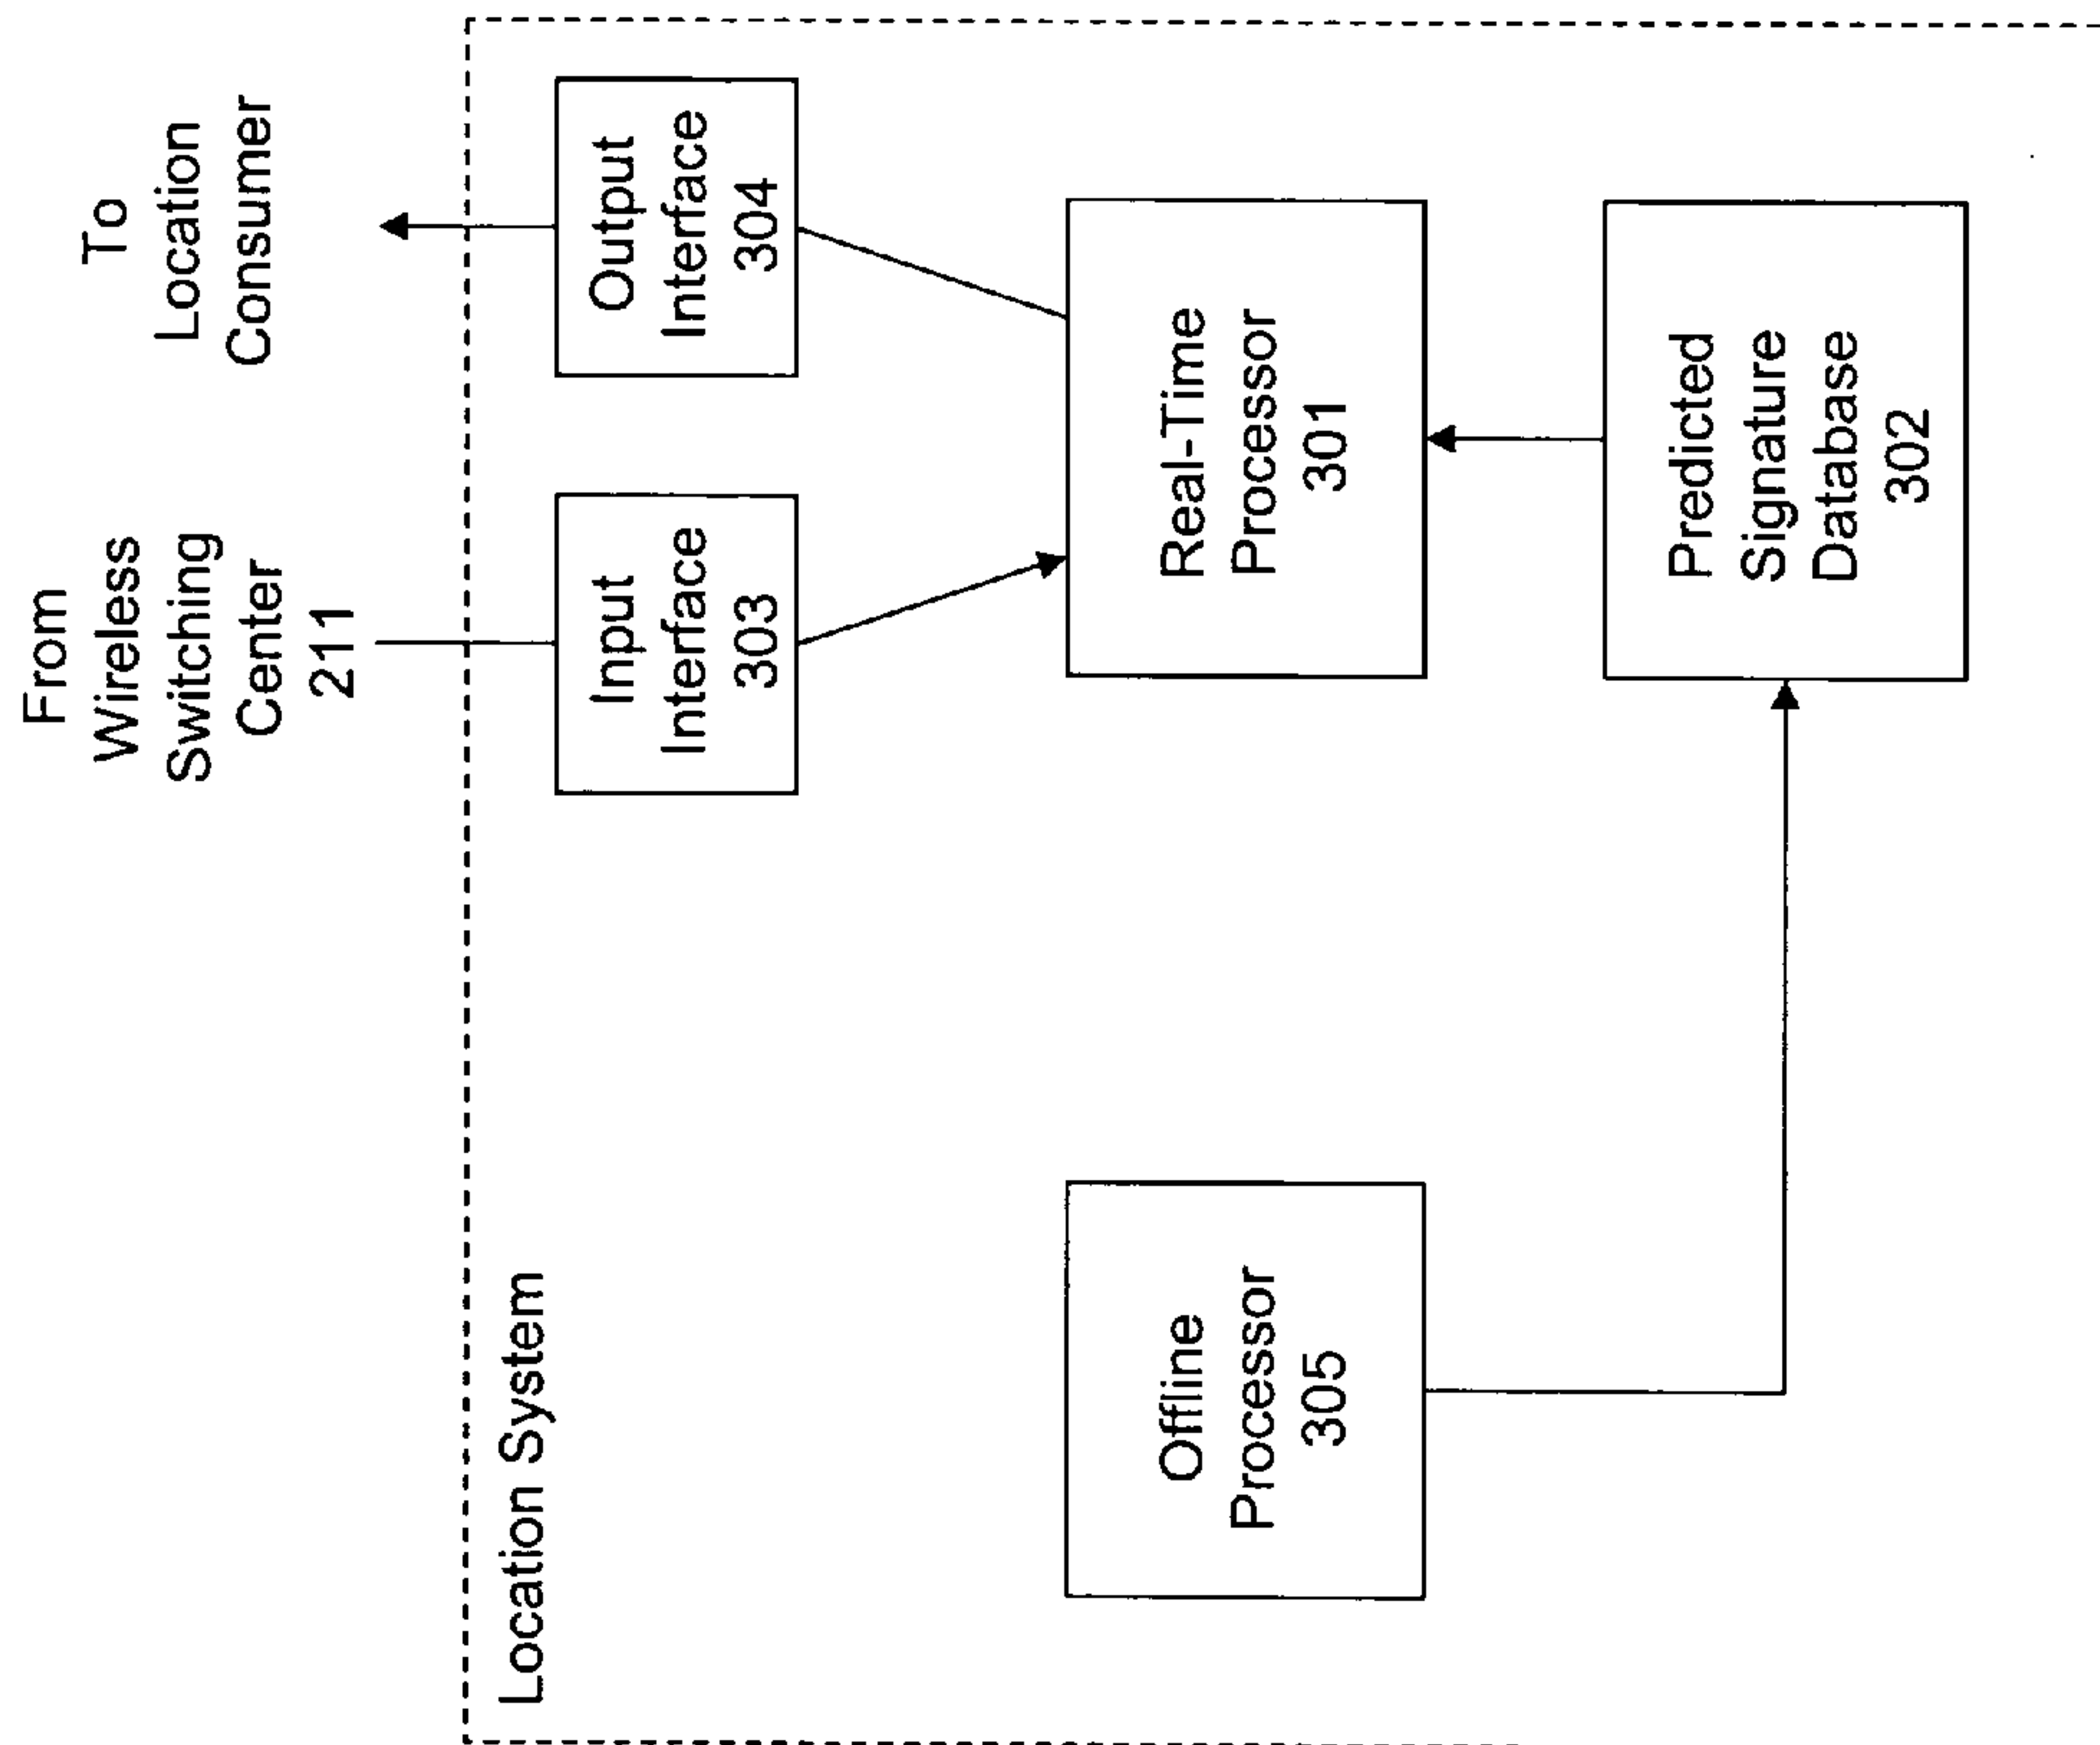 From
Wireless
Switching
Center
211
To
Location
Consumer
Location System
Input
Interface
303
Output
Interface
304
Offline
Processor
305
Real-Time
Processor
301
Predicted
Signature
Database
302